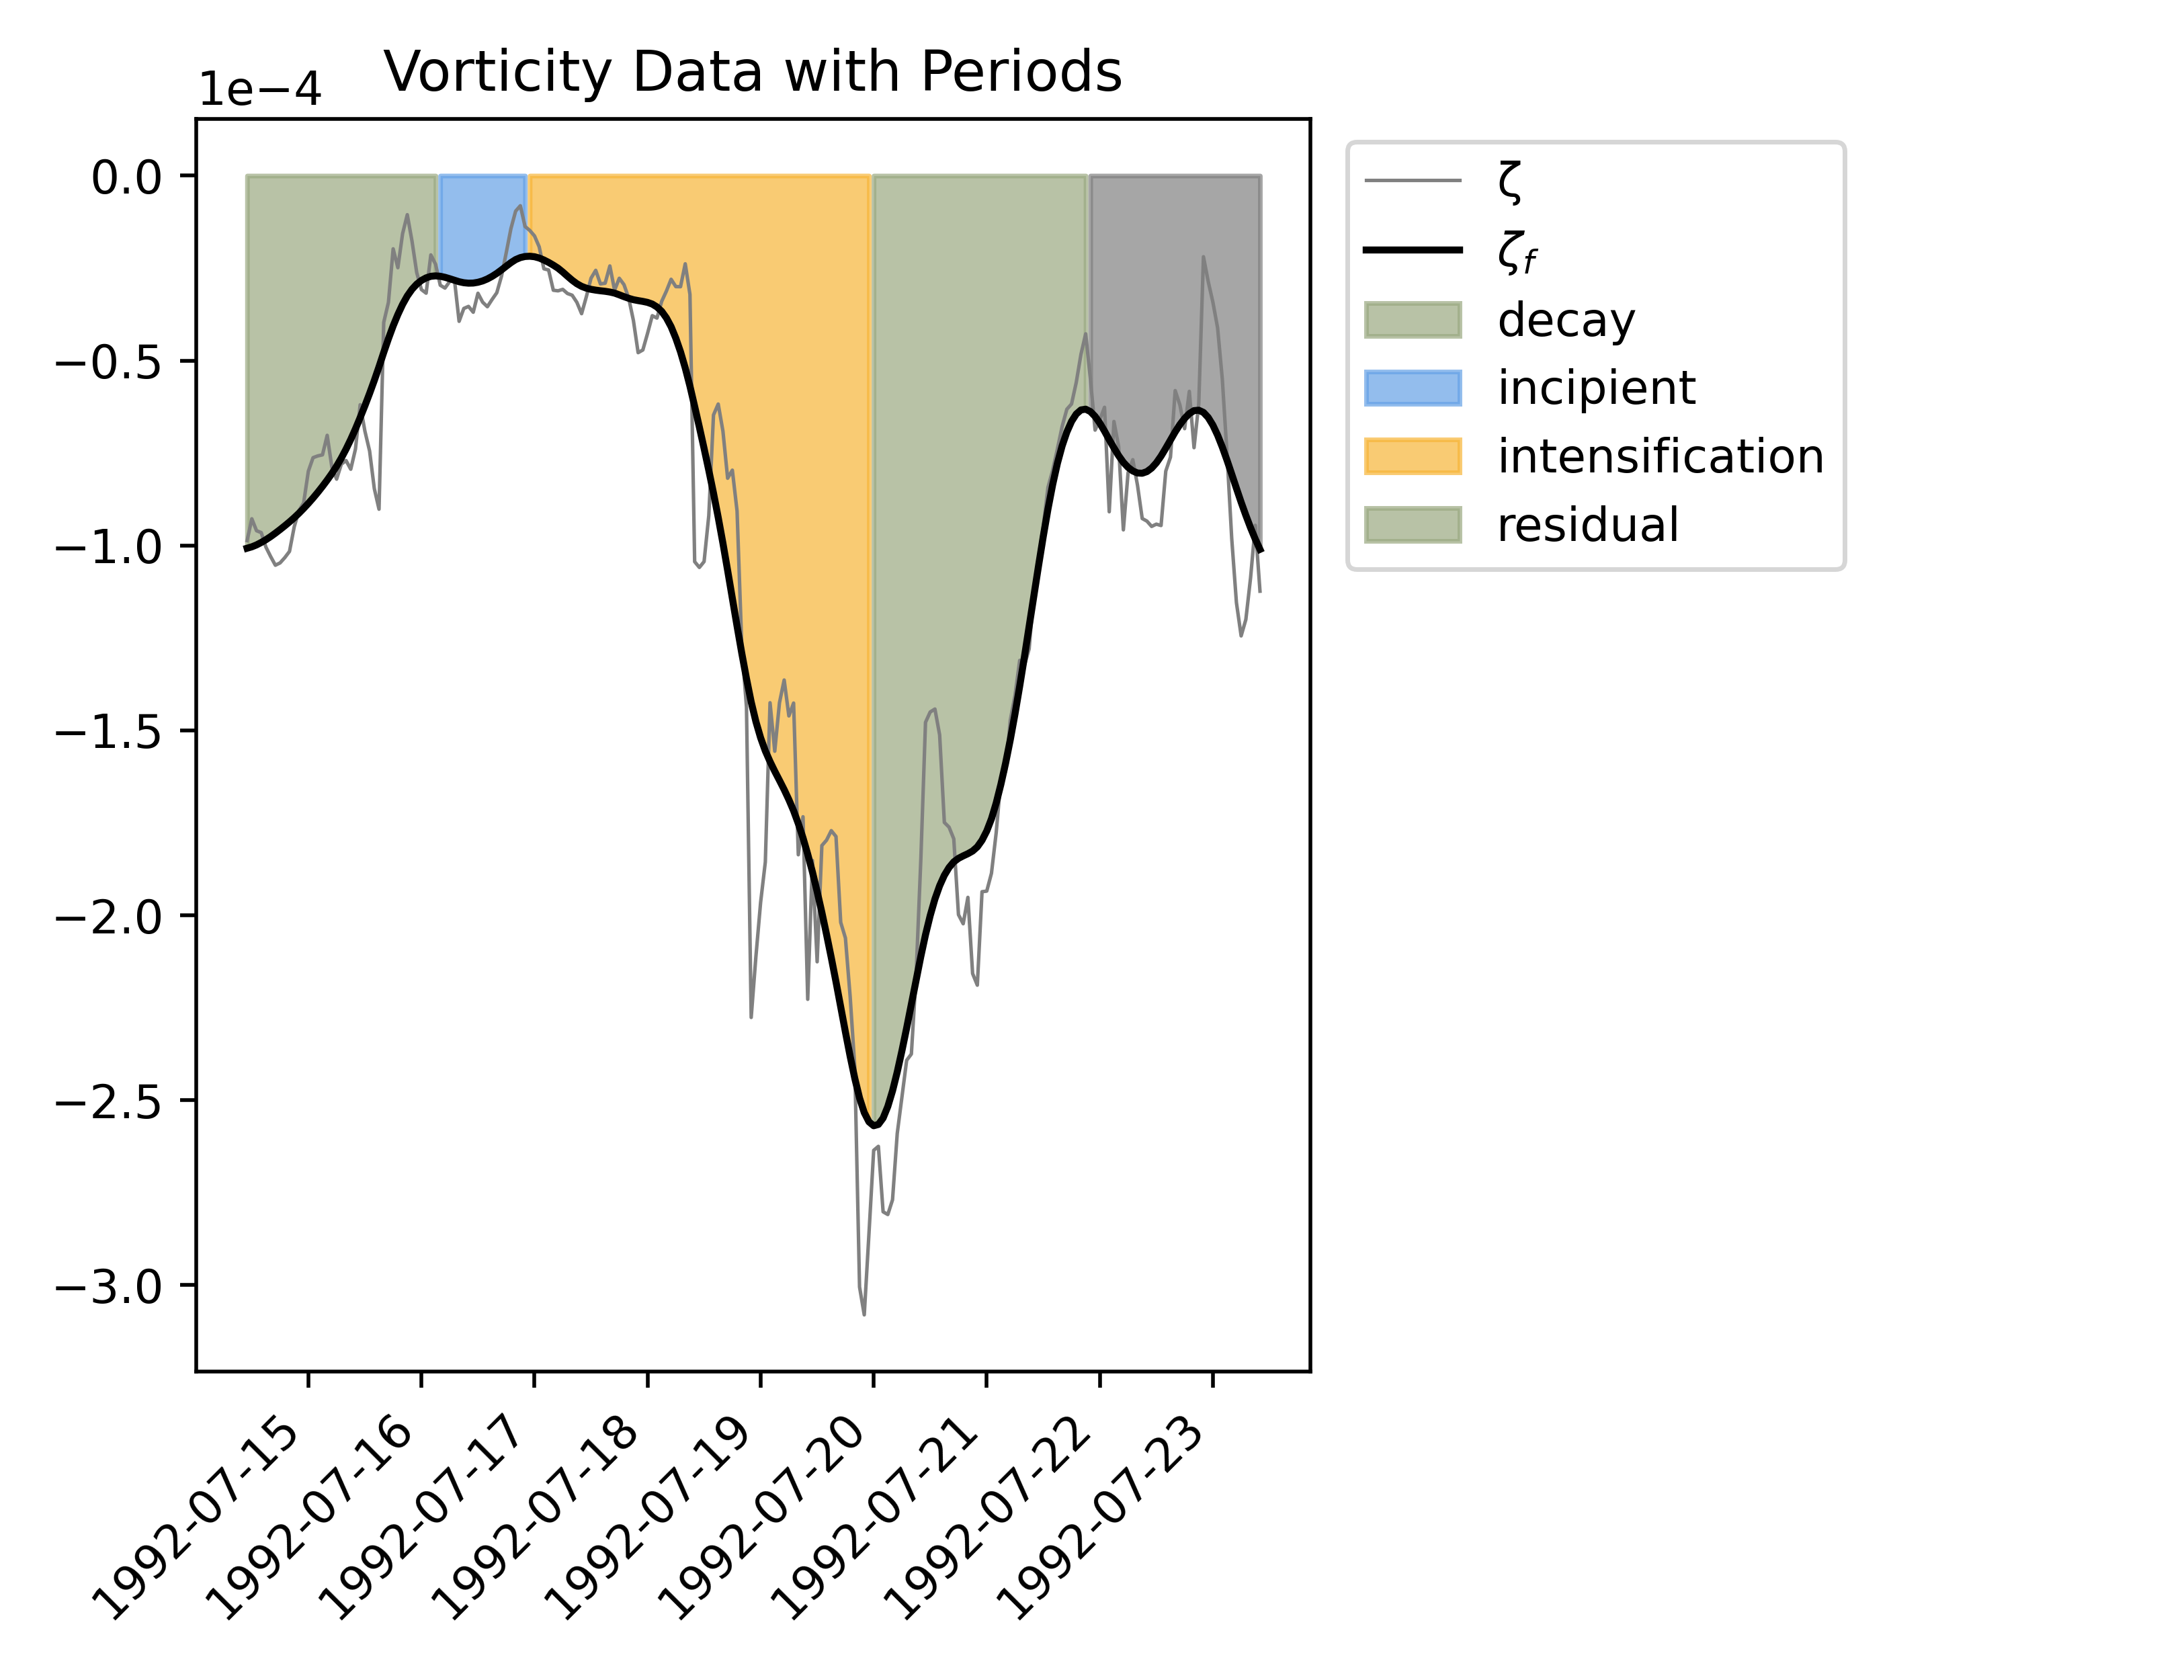 Vorticity Data with Periods
1e−4
0.0
−0.5
−1.0
−1.5
−2.0
−2.5
−3.0
1992-07-15
1992-07-16
1992-07-17
1992-07-18
1992-07-19
1992-07-20
1992-07-21
1992-07-22
1992-07-23
ζ
ζf
decay
incipient
intensification
residual